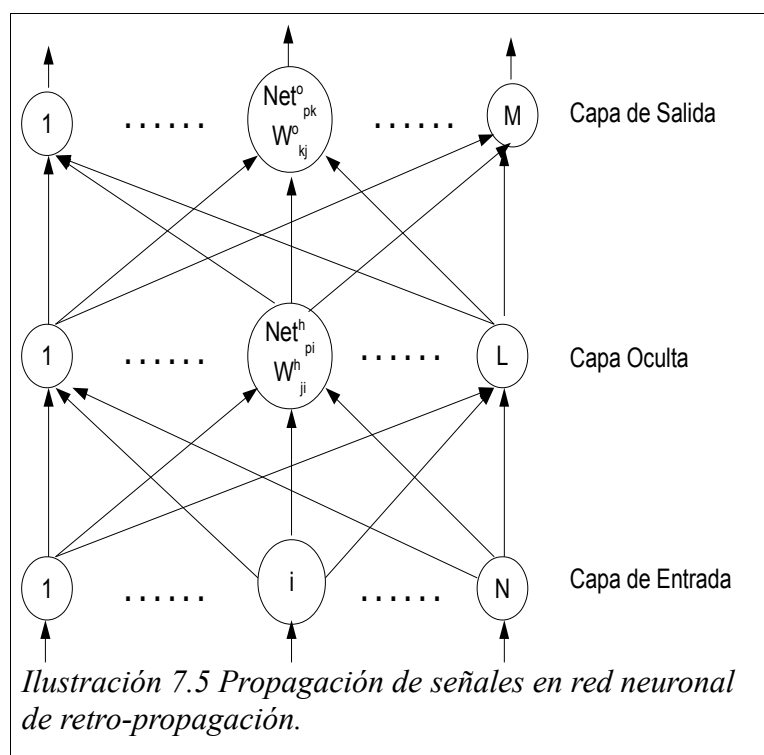 1 ...... Net^o_pk W^o_kj ...... M Capa de Salida
1 ...... Net^h_pi W^h_ji ...... L Capa Oculta
1 ...... i ...... N Capa de Entrada
Ilustración 7.5 Propagación de señales en red neuronal
de retro-propagación.